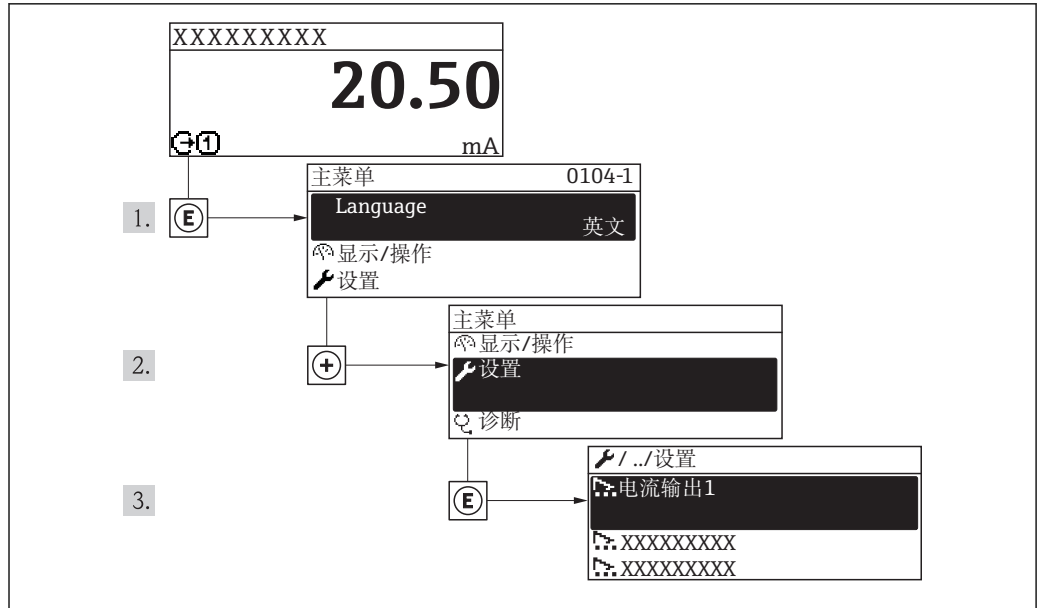 XXXXXXXXX
20.50
mA
1.
E
主菜单 0104-1
Language
英文
显示/操作
设置
2.
+
主菜单
显示/操作
设置
诊断
3.
E
/ ../设置
电流输出1
XXXXXXXXX
XXXXXXXXX